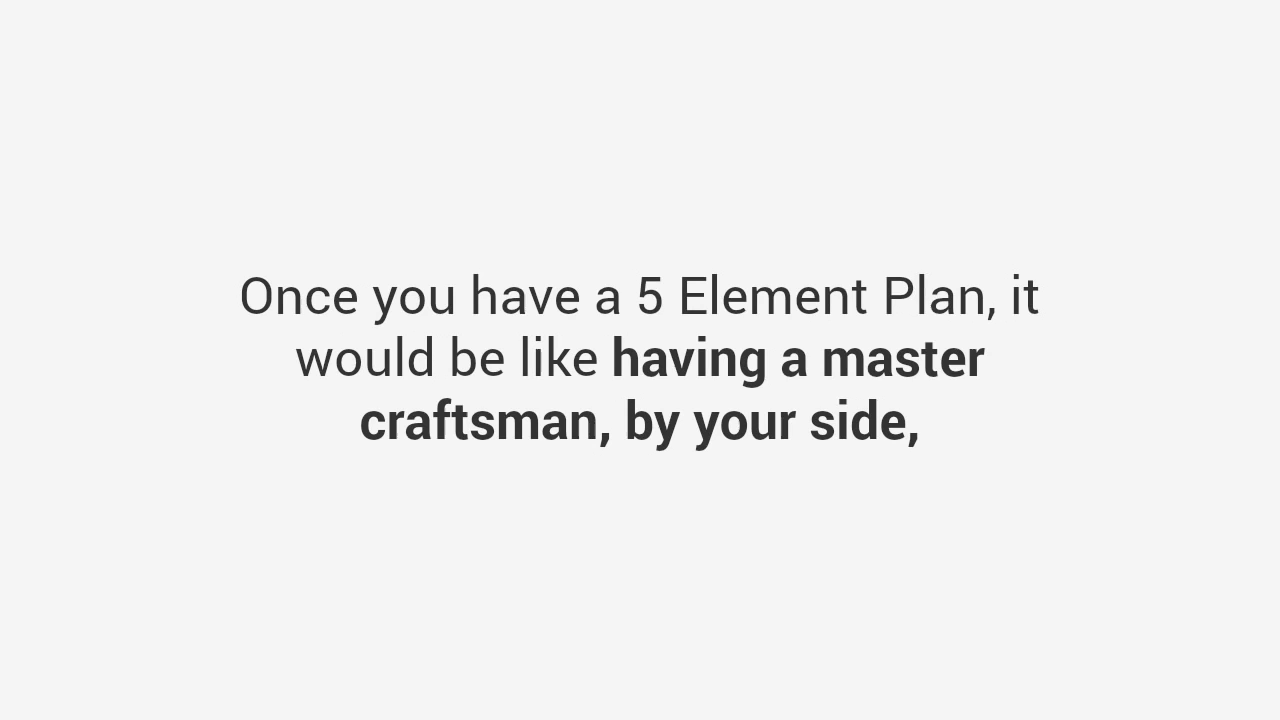 Once you have a 5 Element Plan, it
would be like having a master
craftsman, by your side,